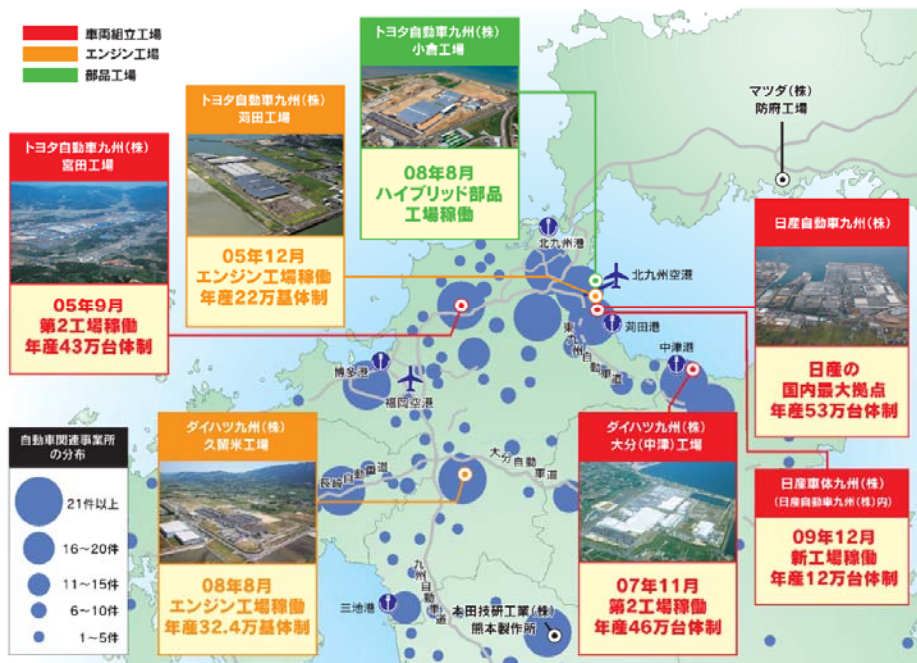 車両組立工場
エンジン工場
部品工場
トヨタ自動車九州(株)
小倉工場
08年8月
ハイブリッド部品
工場稼働
トヨタ自動車九州(株)
苅田工場
05年12月
エンジン工場稼働
年産22万基体制
トヨタ自動車九州(株)
宮田工場
05年9月
第2工場稼働
年産43万台体制
マツダ(株)
防府工場
日産自動車九州(株)
日産の
国内最大拠点
年産53万台体制
北九州港
北九州空港
苅田港
東九州自動車道
中津港
博多港
福岡空港
ダイハツ九州(株)
久留米工場
08年8月
エンジン工場稼働
年産32.4万基体制
ダイハツ九州(株)
大分(中津)工場
07年11月
第2工場稼働
年産46万台体制
日産車体九州(株)
(日産自動車九州(株)内)
09年12月
新工場稼働
年産12万台体制
長崎自動車道
大分自動車道
九州自動車道
三池港
本田技研工業(株)
熊本製作所
自動車関連事業所
の分布
21件以上
16〜20件
11〜15件
6〜10件
1〜5件